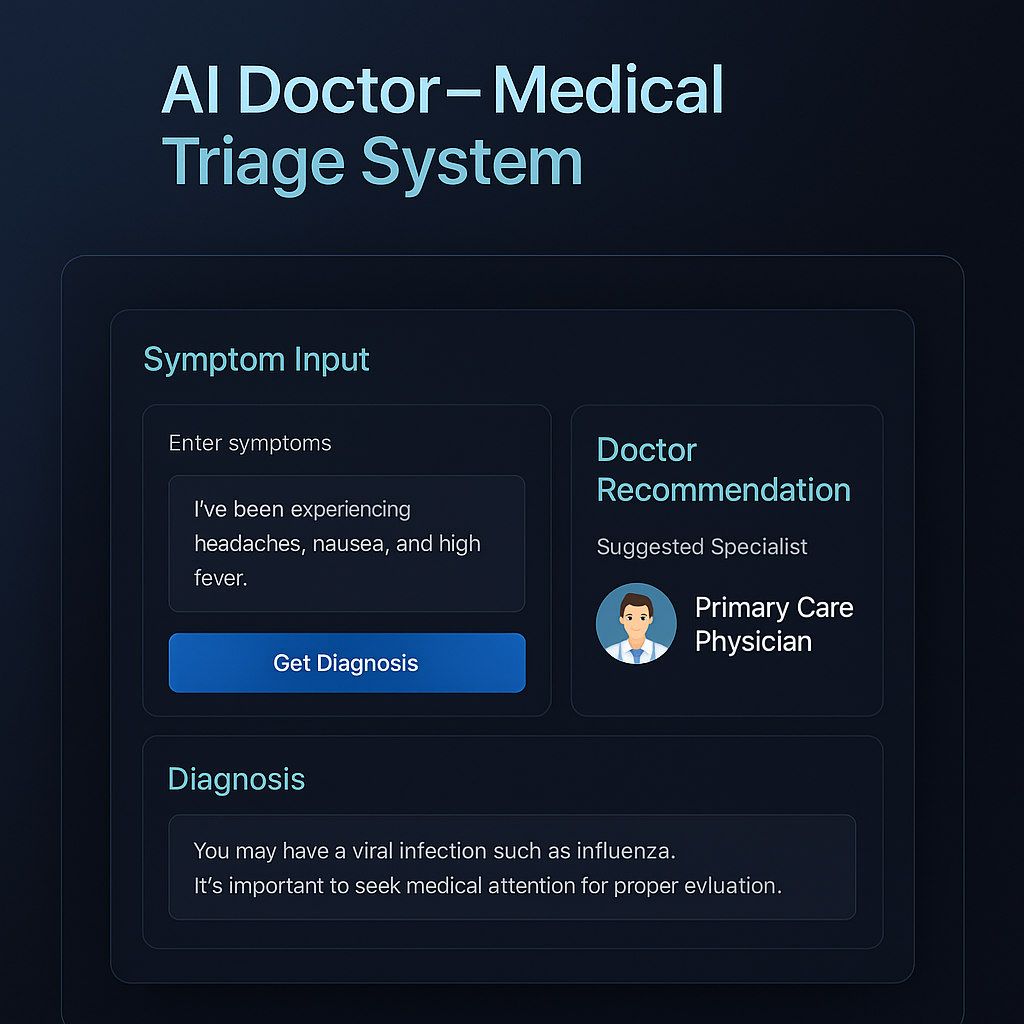 AI Doctor – Medical
Triage System
Symptom Input
Enter symptoms
I've been experiencing
headaches, nausea, and high
fever.
Get Diagnosis
Doctor
Recommendation
Suggested Specialist
Primary Care
Physician
Diagnosis
You may have a viral infection such as influenza.
It's important to seek medical attention for proper evluation.